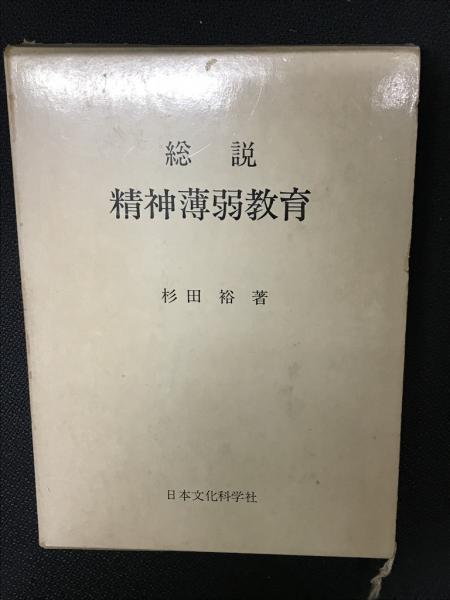 総説
精神薄弱教育
杉田裕著
日本文化科学社